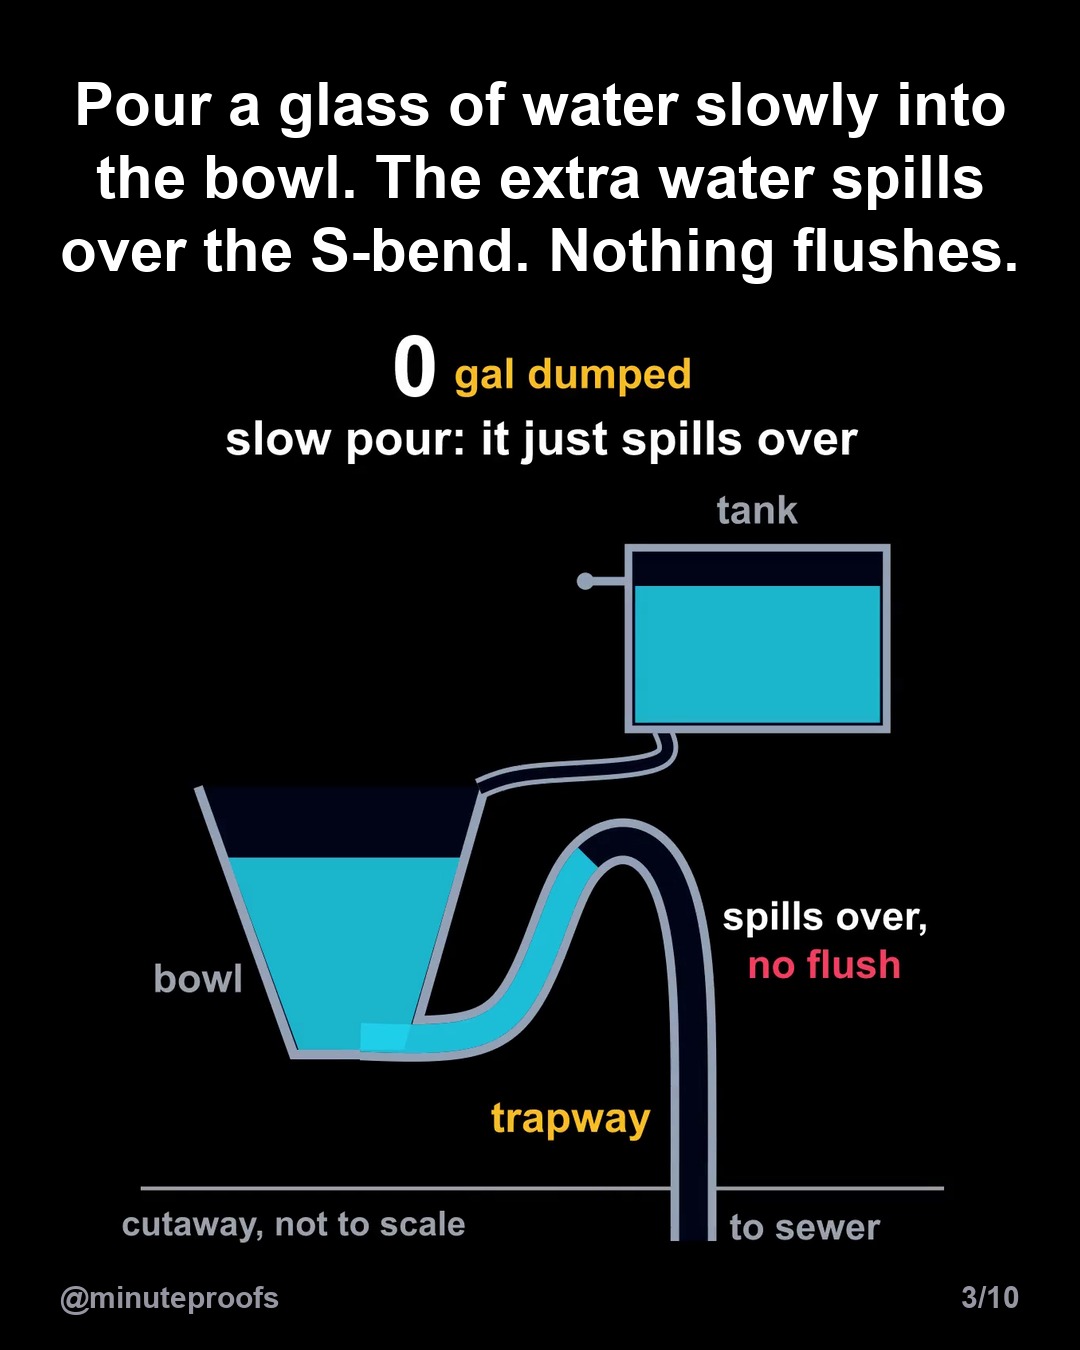 Pour a glass of water slowly into
the bowl. The extra water spills
over the S-bend. Nothing flushes.
0 gal dumped
slow pour: it just spills over
tank
spills over,
no flush
bowl
trapway
cutaway, not to scale
to sewer
@minuteproofs
3/10